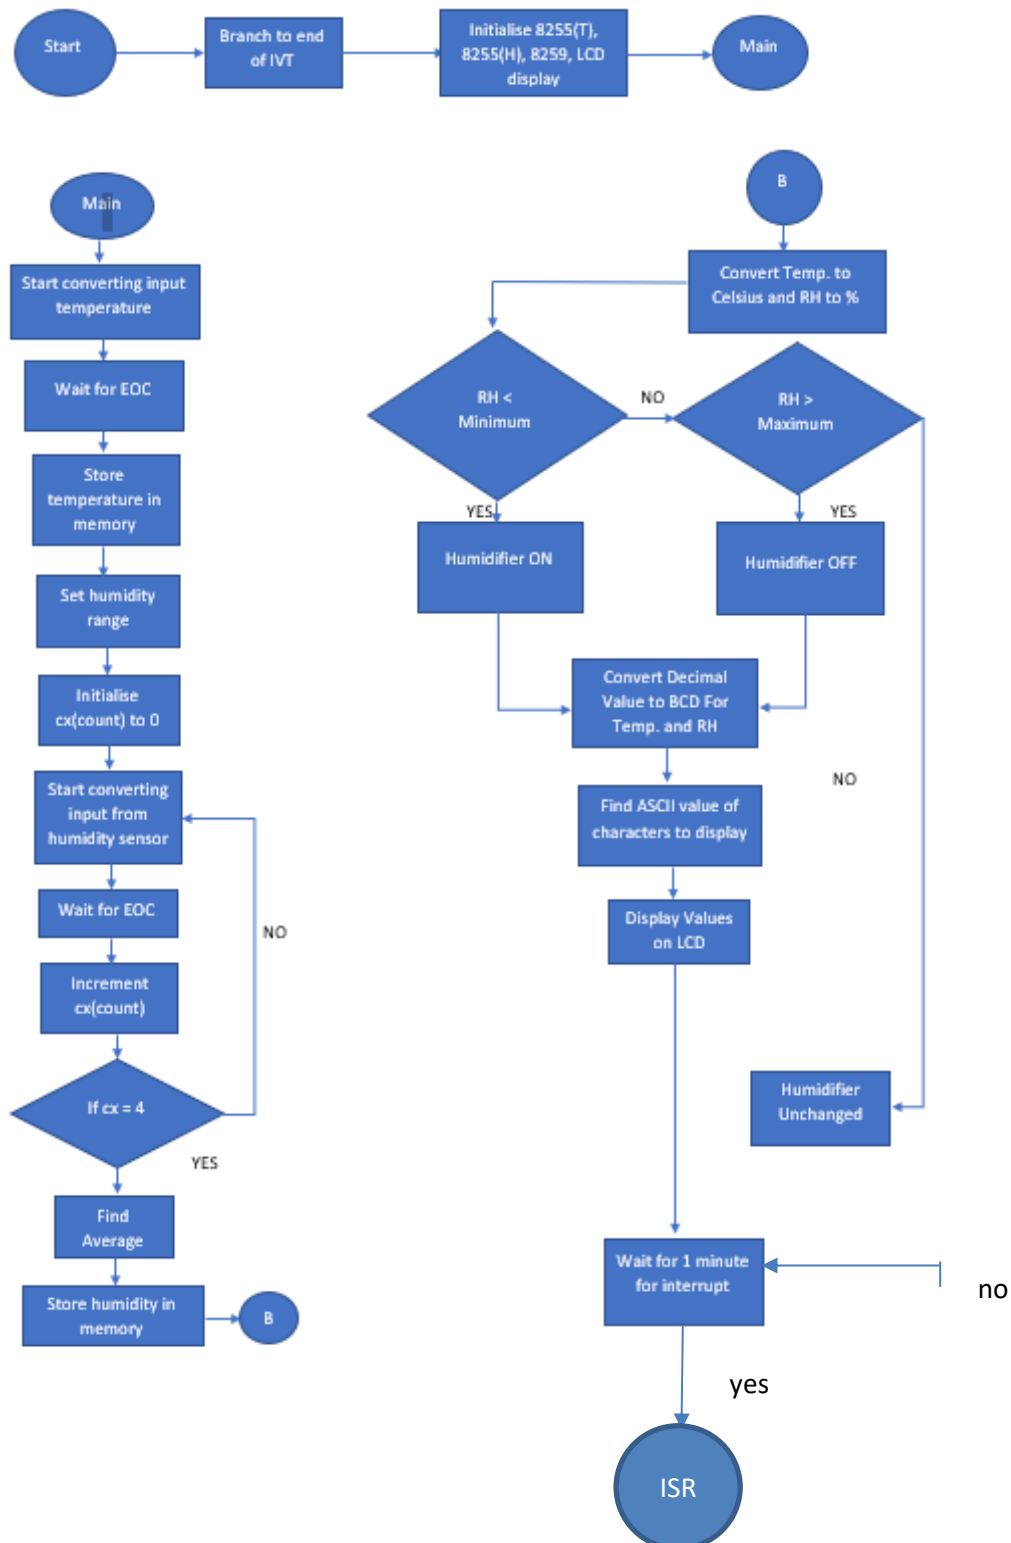 Start
Branch to end
of IVT
Initialise 8255(T),
8255(H), 8259, LCD
display
Main
Main
Start converting input
temperature
Wait for EOC
Store
temperature in
memory
Set humidity
range
Initialise
cx(count) to 0
Start converting
input from
humidity sensor
Wait for EOC
NO
Increment
cx(count)
If cx = 4
YES
Find
Average
Store humidity in
memory
B
B
Convert Temp. to
Celsius and RH to %
RH <
Minimum
NO
RH >
Maximum
YES
YES
Humidifier ON
Humidifier OFF
Convert Decimal
Value to BCD For
Temp. and RH
NO
Find ASCII value of
characters to display
Display Values
on LCD
Humidifier
Unchanged
Wait for 1 minute
for interrupt
no
yes
ISR